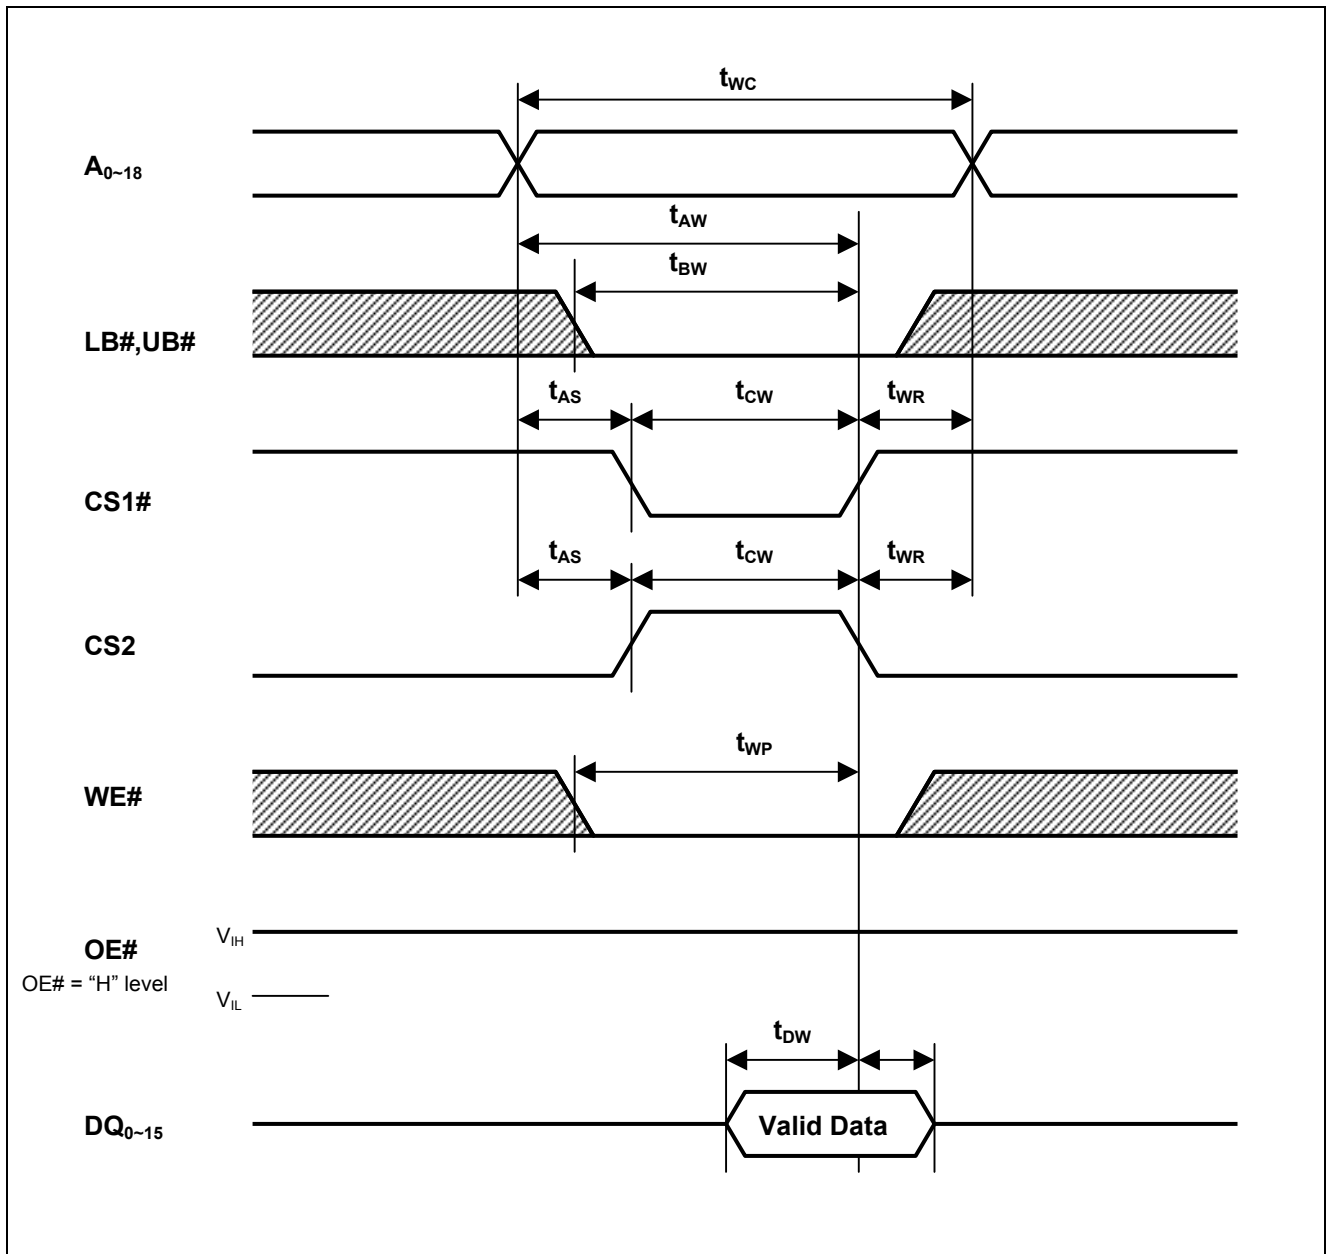 tWC
A0~18
tAW
tBW
LB#,UB#
tAS tCW tWR
CS1#
tAS tCW tWR
CS2
tWP
WE#
OE# VIH
OE# = “H” level
VIL
tDW
DQ0~15 Valid Data